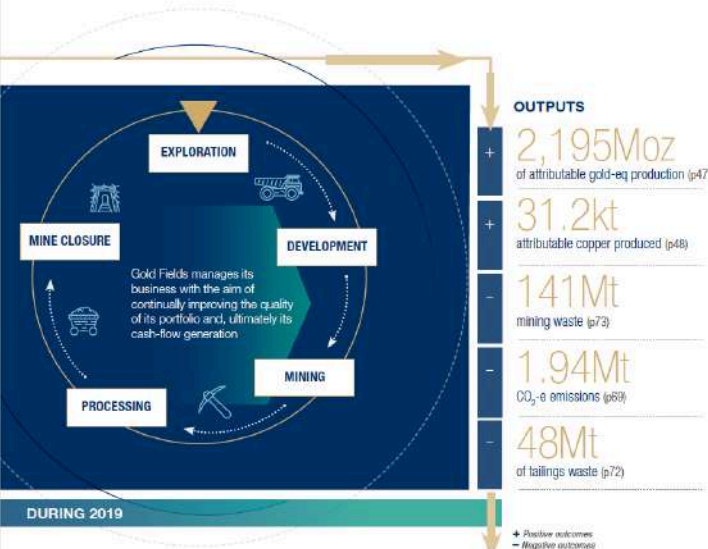 OUTPUTS
+
2,195Moz
of attributable gold-eq production (p47
+
31.2kt
attributable copper produced (p48)
-
141Mt
mining waste (p73)
-
1.94Mt
CO₂-e emissions (p69)
-
48Mt
of tailings waste (p72)
+ Positive outcomes
− Negative outcomes
EXPLORATION
DEVELOPMENT
MINING
PROCESSING
MINE CLOSURE
Gold Fields manages its
business with the aim of
continually improving the quality
of its portfolio and, ultimately its
cash-flow generation
DURING 2019